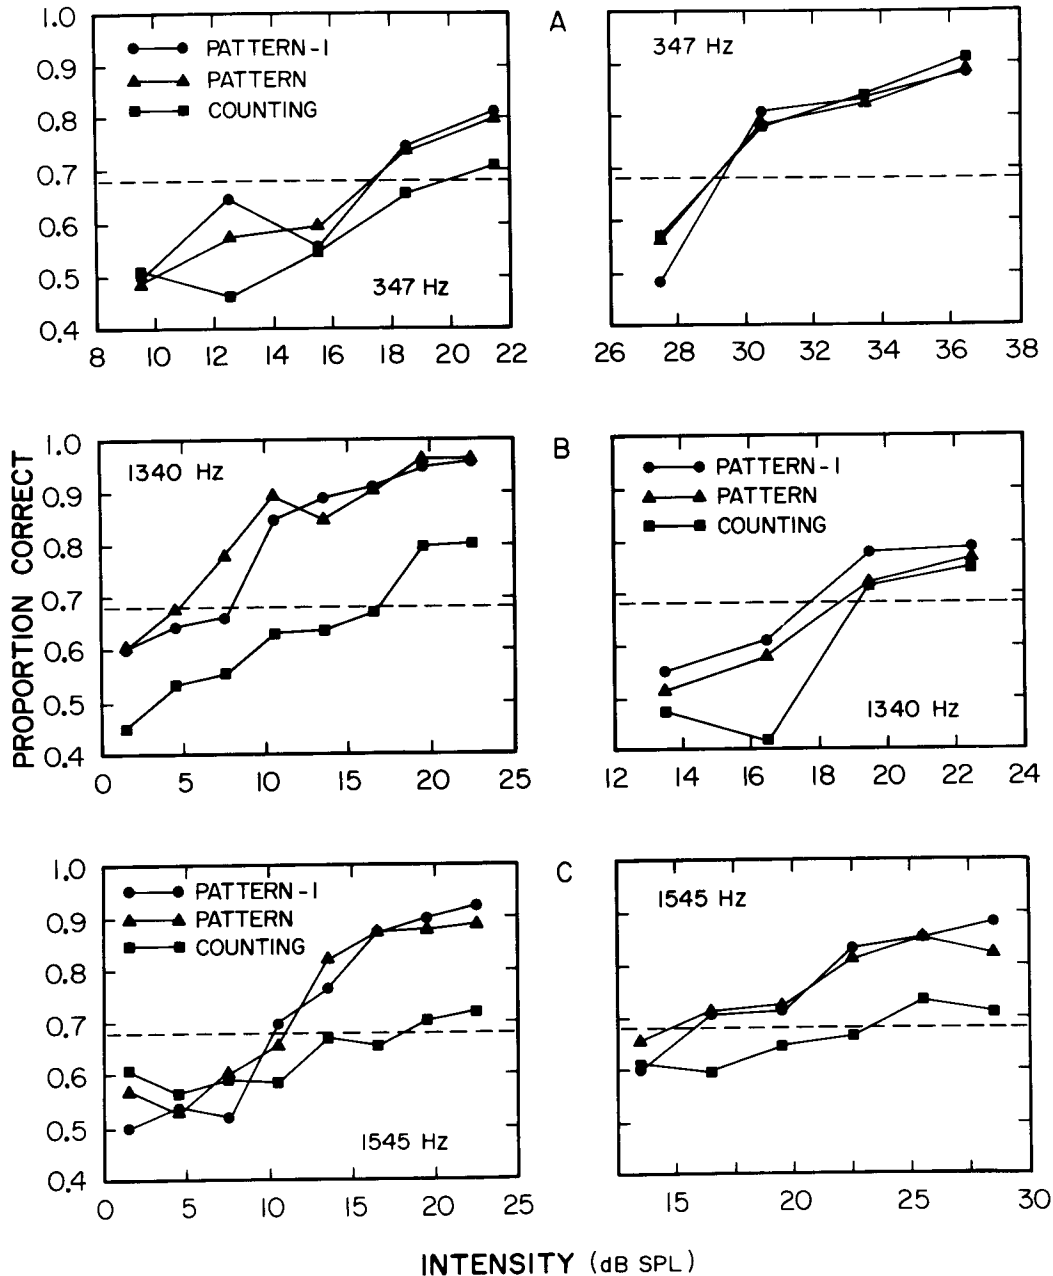 A
1.0
0.9
0.8
0.7
0.6
0.5
0.4
PATTERN-1
PATTERN
COUNTING
347 Hz
8 10 12 14 16 18 20 22
347 Hz
26 28 30 32 34 36 38
B
PROPORTION CORRECT
1.0
0.9
0.8
0.7
0.6
0.5
0.4
1340 Hz
0 5 10 15 20 25
PATTERN-1
PATTERN
COUNTING
1340 Hz
12 14 16 18 20 22 24
C
1.0
0.9
0.8
0.7
0.6
0.5
0.4
PATTERN-1
PATTERN
COUNTING
1545 Hz
0 5 10 15 20 25
1545 Hz
15 20 25 30
INTENSITY (dB SPL)